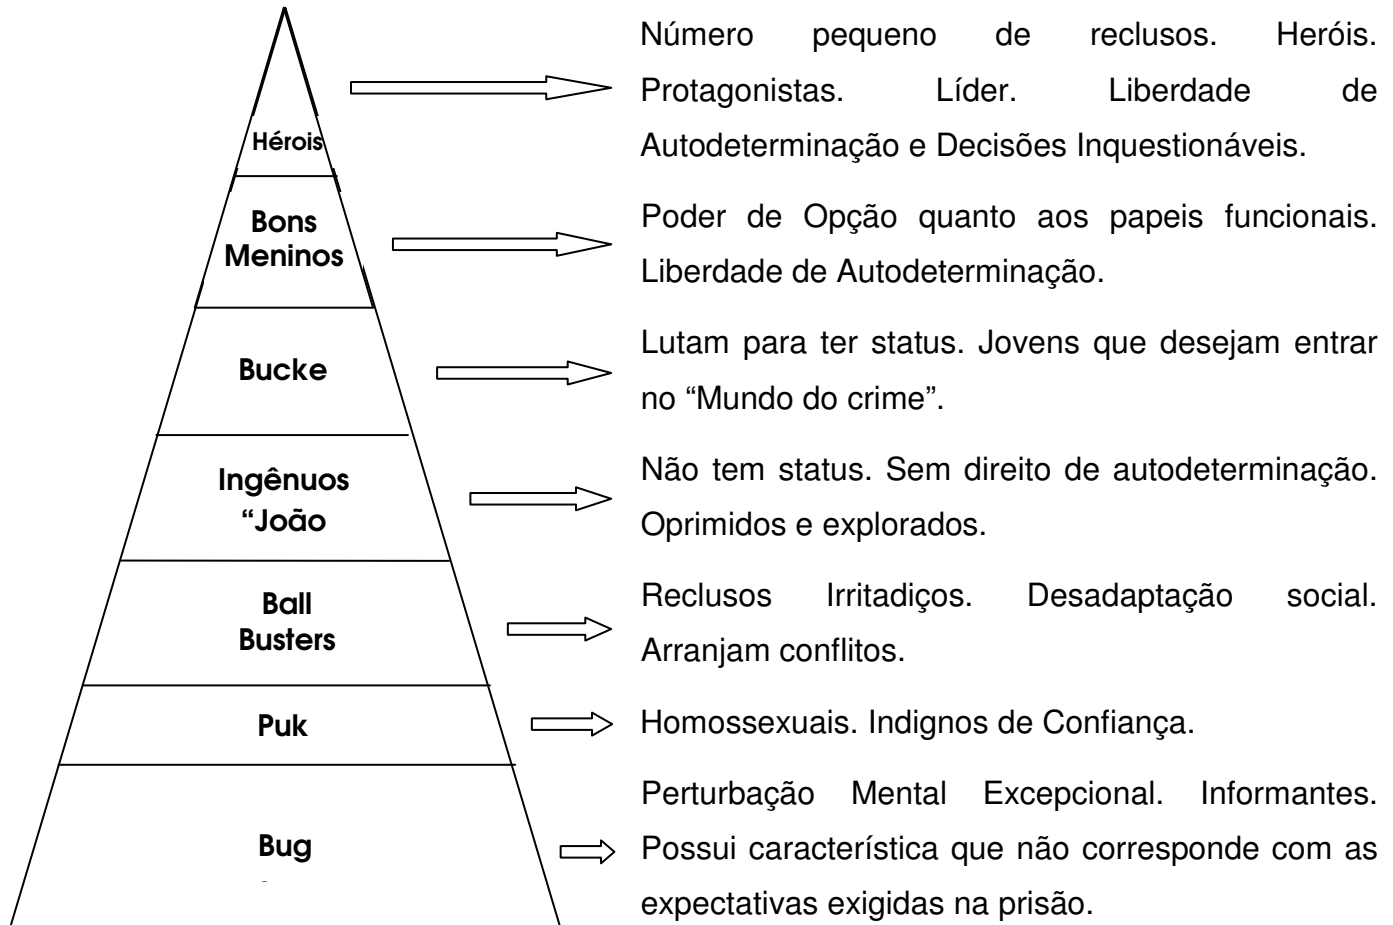 Número pequeno de reclusos. Heróis.
Protagonistas. Líder. Liberdade de
Autodeterminação e Decisões Inquestionáveis.
Hérois
Poder de Opção quanto aos papeis funcionais.
Liberdade de Autodeterminação.
Bons
Meninos
Lutam para ter status. Jovens que desejam entrar
no “Mundo do crime”.
Bucke
Não tem status. Sem direito de autodeterminação.
Oprimidos e explorados.
Ingênuos
“João
Reclusos Irritadiços. Desadaptação social.
Arranjam conflitos.
Ball
Busters
Puk
Homossexuais. Indignos de Confiança.
Perturbação Mental Excepcional. Informantes.
Possui característica que não corresponde com as
expectativas exigidas na prisão.
Bug